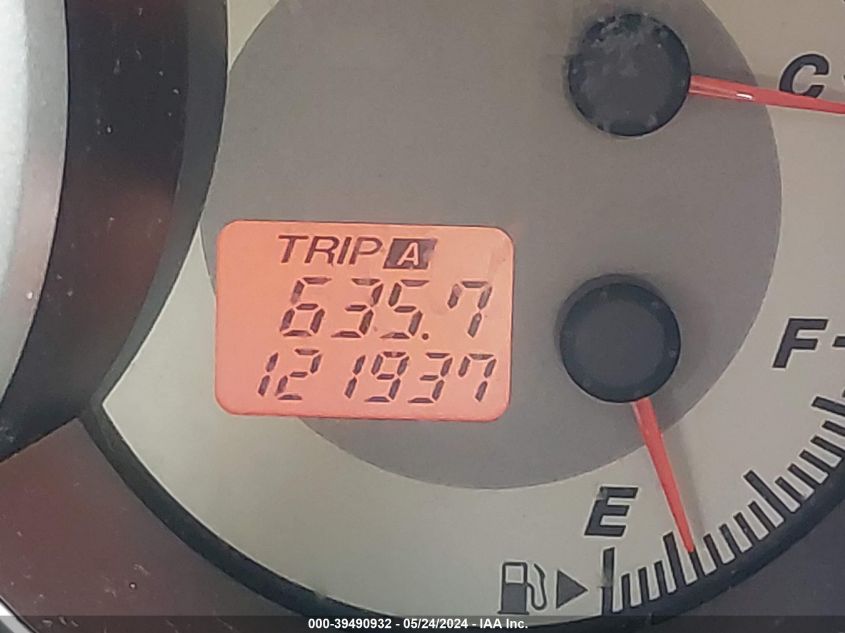 C
TRIP A
635.7
121937
F
E
000-39490932 - 05/24/2024 - IAA Inc.